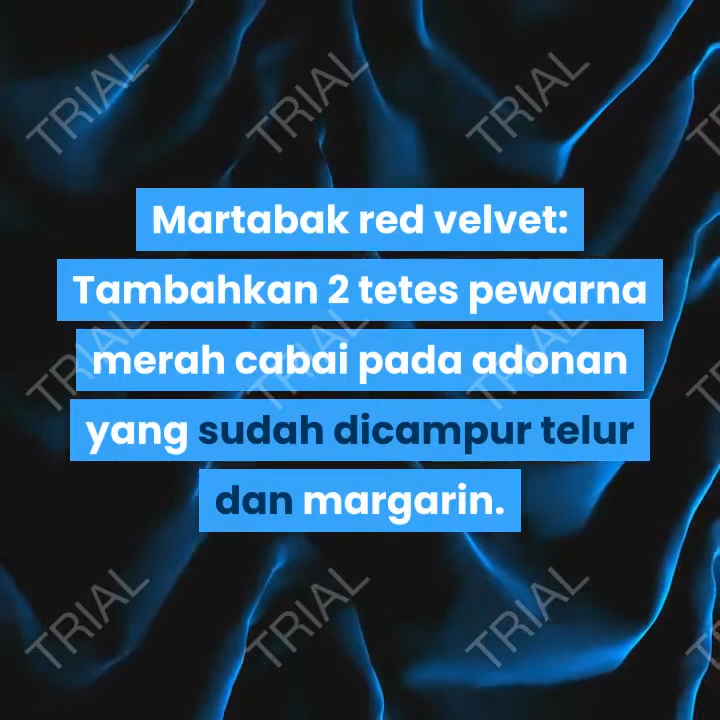 Martabak red velvet:
Tambahkan 2 tetes pewarna
merah cabai pada adonan
yang sudah dicampur telur
dan margarin.
TRIAL TRIAL TRIAL
TRIAL TRIAL TRIAL
TRIAL TRIAL TRIAL